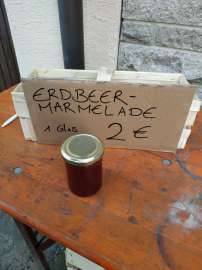 ERDBEER-
MARMELADE
1 Glas 2 €